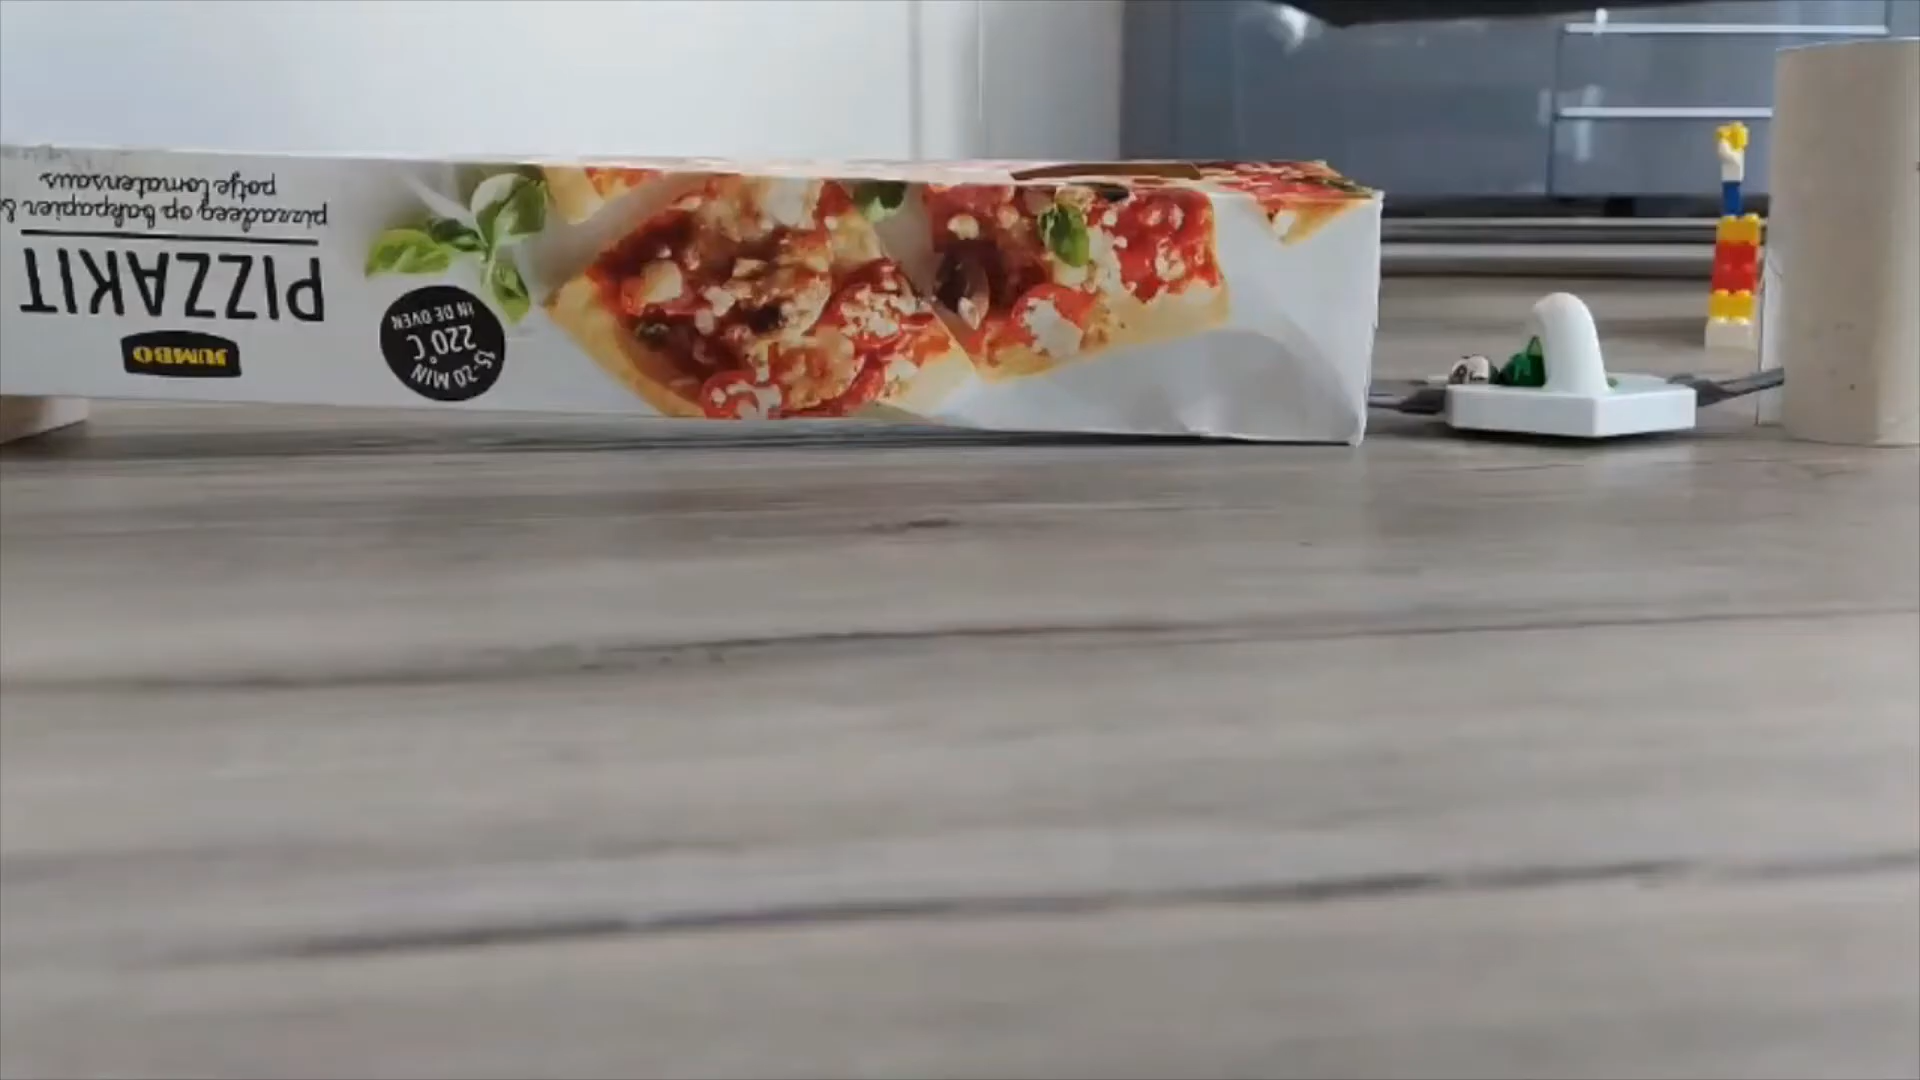 JUMBO
PIZZAKIT
pizzadeeg op bakpapier &
potje tomatensaus
15-20 MIN
220°C
IN DE OVEN